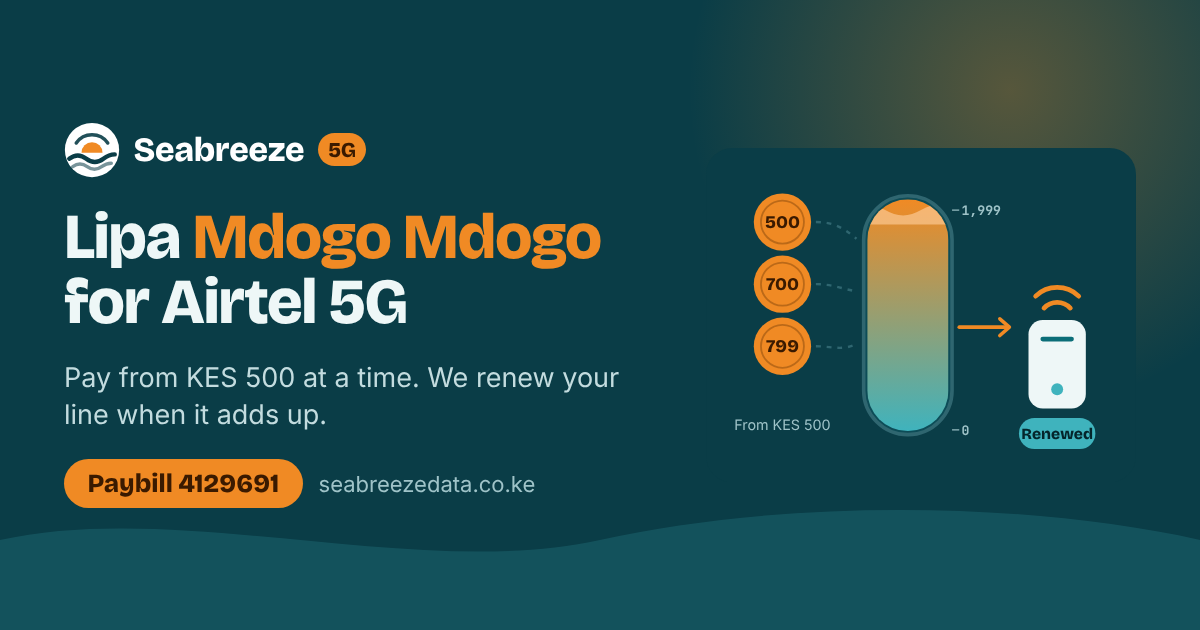 Seabreeze 5G
Lipa Mdogo Mdogo
for Airtel 5G
Pay from KES 500 at a time. We renew your
line when it adds up.
Paybill 4129691 seabreezedata.co.ke
500
700
799
From KES 500
1,999
0
Renewed